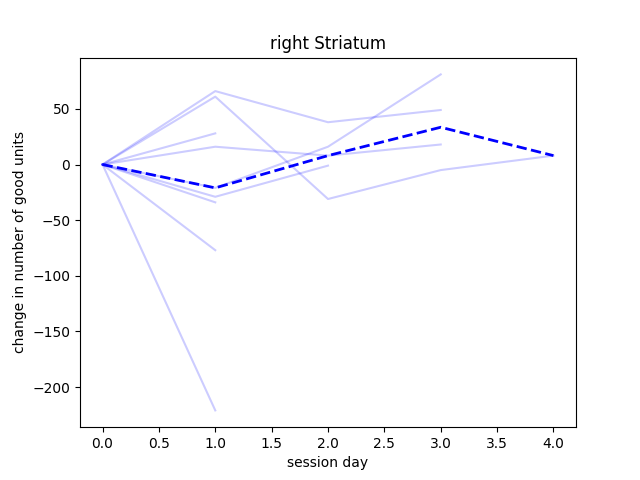 right Striatum
change in number of good units
50
0
−50
−100
−150
−200
0.0 0.5 1.0 1.5 2.0 2.5 3.0 3.5 4.0
session day